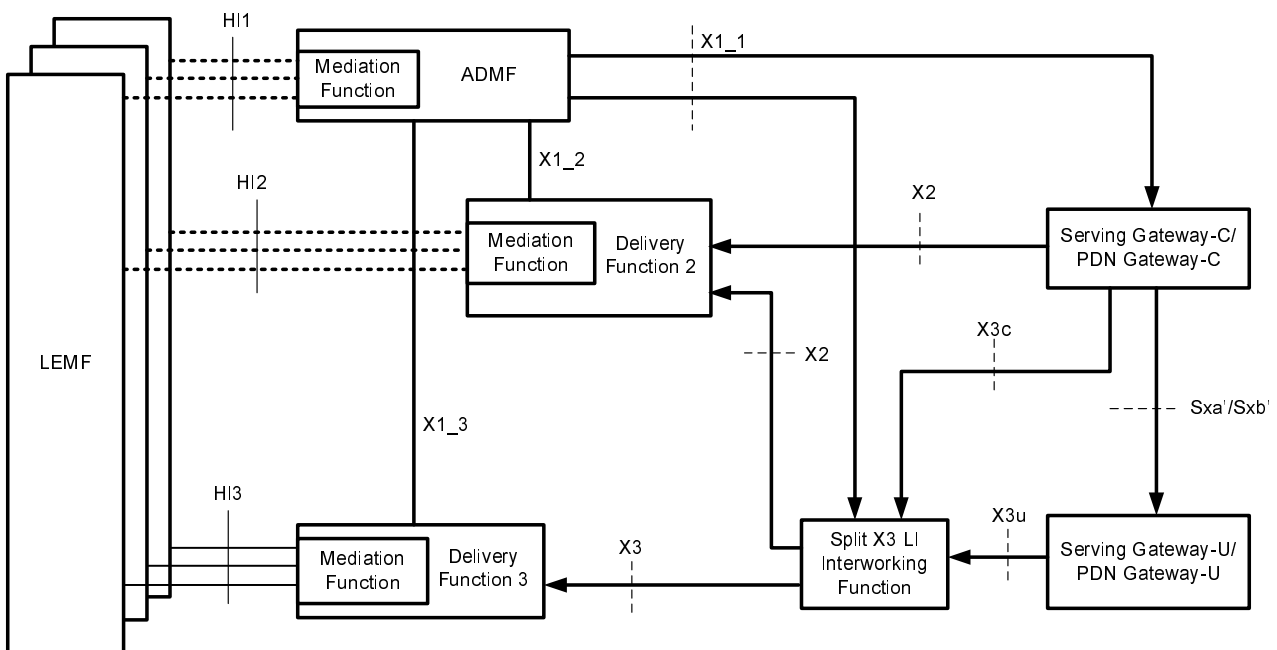 HI1
X1_1
Mediation
Function
ADMF
X1_2
HI2
X2
Mediation
Function
Delivery
Function 2
Serving Gateway-C/
PDN Gateway-C
X3c
X2
LEMF
Sxa'/Sxb'
X1_3
HI3
X3
X3u
Mediation
Function
Delivery
Function 3
Split X3 LI
Interworking
Function
Serving Gateway-U/
PDN Gateway-U